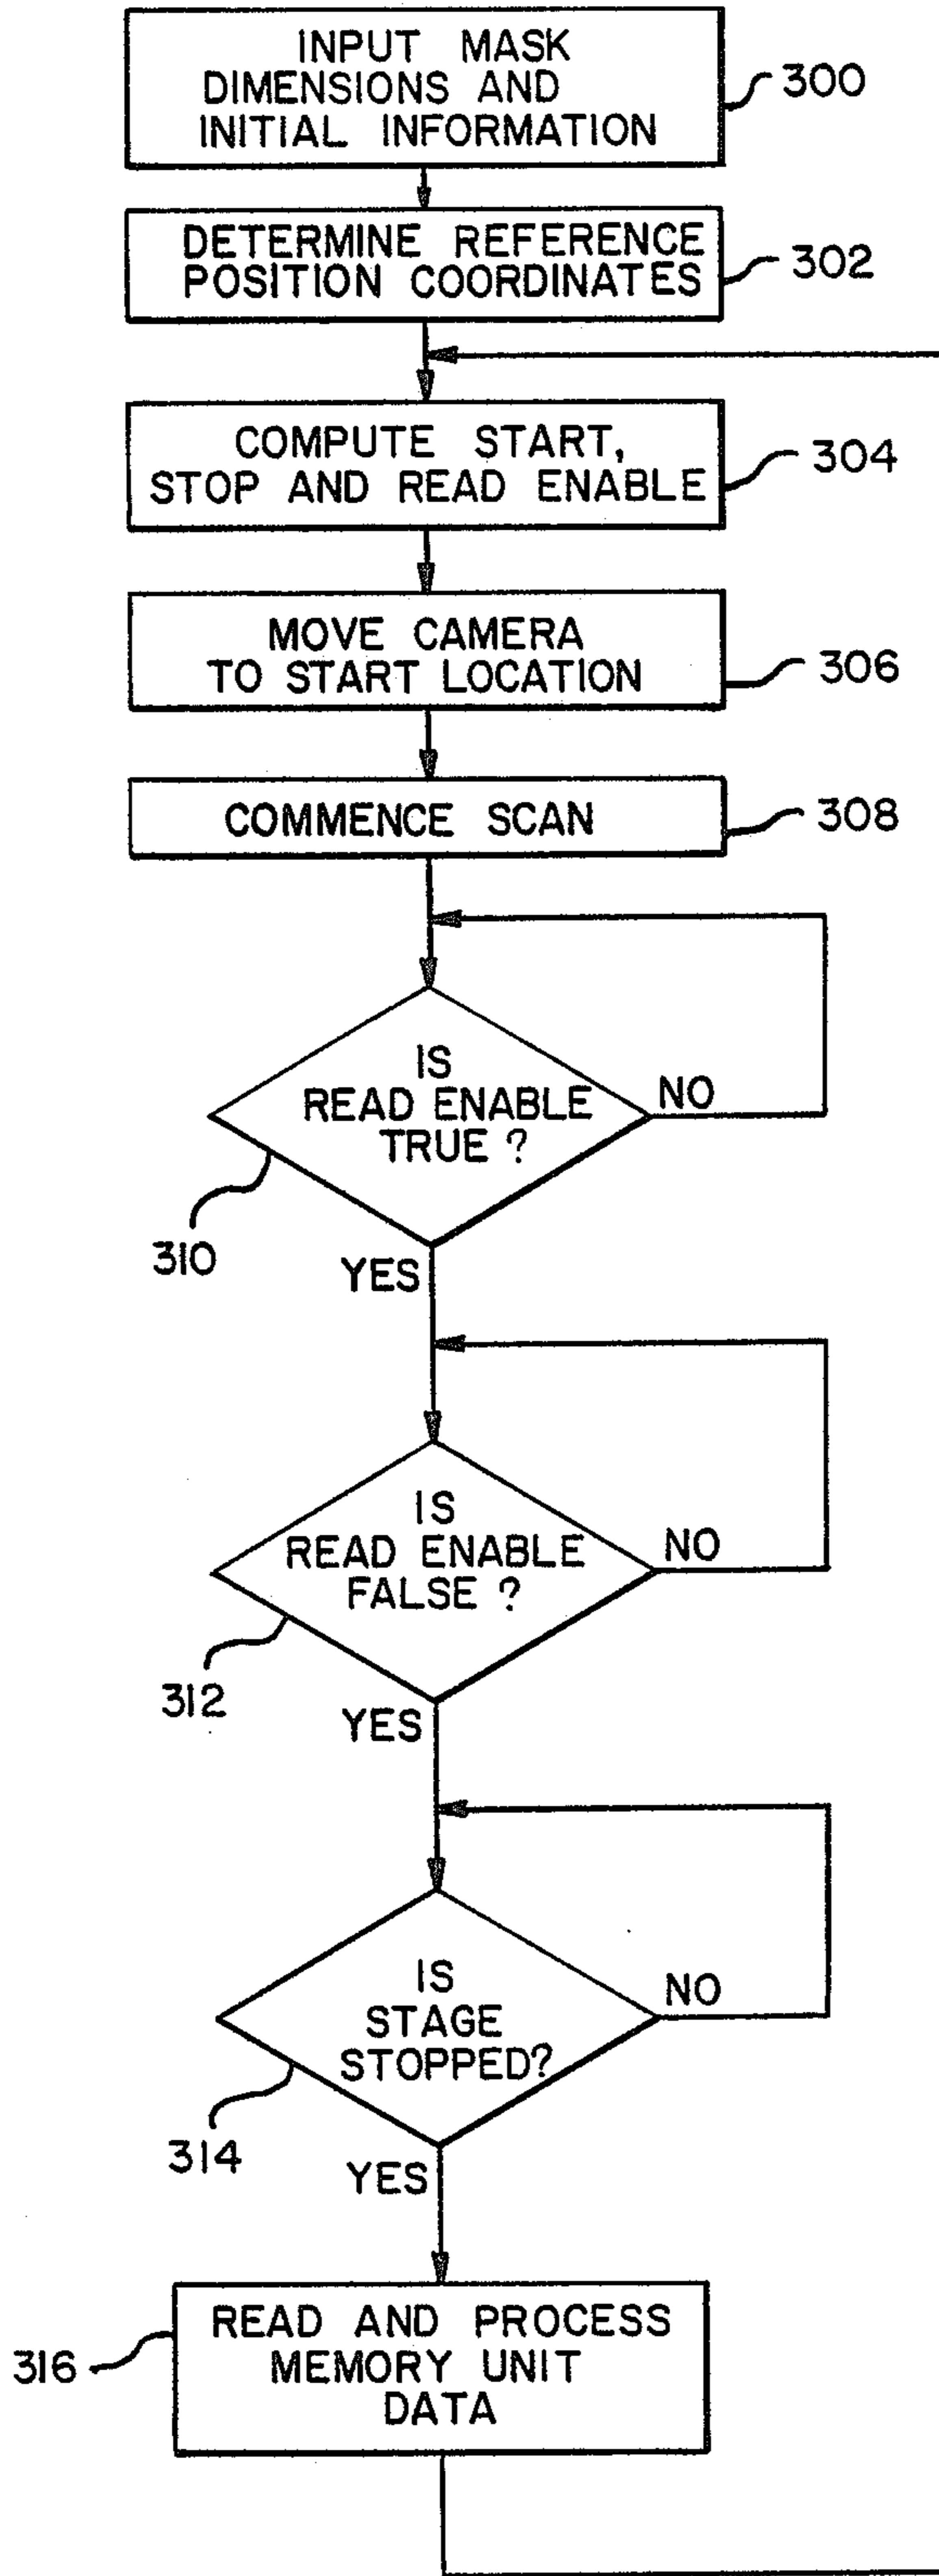 INPUT MASK
DIMENSIONS AND
INITIAL INFORMATION
300
DETERMINE REFERENCE
POSITION COORDINATES
302
COMPUTE START,
STOP AND READ ENABLE
304
MOVE CAMERA
TO START LOCATION
306
COMMENCE SCAN
308
IS
READ ENABLE
TRUE ?
NO
310
YES
IS
READ ENABLE
FALSE ?
NO
312
YES
IS
STAGE
STOPPED?
NO
314
YES
READ AND PROCESS
MEMORY UNIT
DATA
316